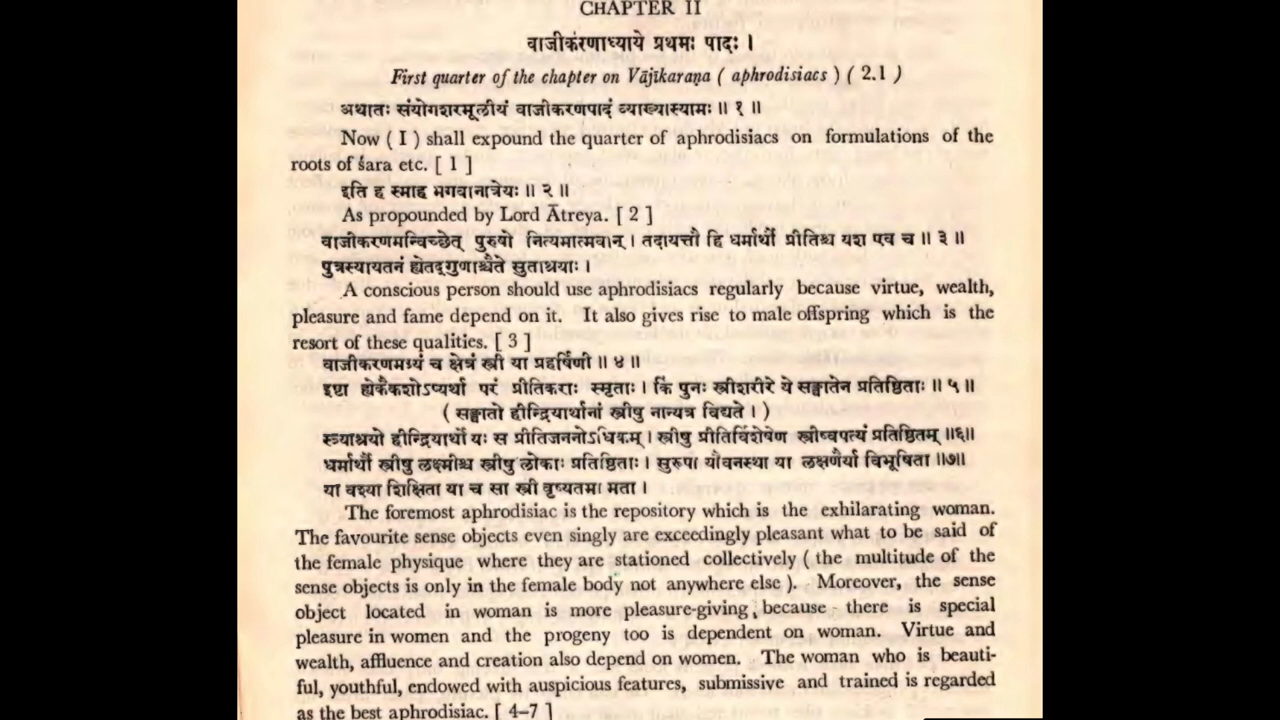 CHAPTER II
वाजीकरणाध्याये प्रथमः पादः ।
First quarter of the chapter on Vājīkaraṇa ( aphrodisiacs ) ( 2.1 )
अथातः संयोगशरमूलीयं वाजीकरणपादं व्याख्यास्यामः ॥ १ ॥
Now ( I ) shall expound the quarter of aphrodisiacs on formulations of the
roots of śara etc. [ 1 ]
इति ह स्माह भगवानात्रेयः ॥ २ ॥
As propounded by Lord Ātreya. [ 2 ]
वाजीकरणमन्विच्छेत् पुरुषो नित्यमात्मवान् । तदायत्तौ हि धर्मार्थौ प्रीतिश्च यश एव च ॥ ३ ॥
पुत्रस्यायतनं ह्येतद्गुणाश्चैते सुताश्रयाः ।
A conscious person should use aphrodisiacs regularly because virtue, wealth,
pleasure and fame depend on it. It also gives rise to male offspring which is the
resort of these qualities. [ 3 ]
वाजीकरणमग्र्यं च क्षेत्रं स्त्री या प्रहर्षिणी ॥ ४ ॥
इष्टा ह्येकैकशोऽप्यर्था परं प्रीतिकराः स्मृताः । किं पुनः स्त्रीशरीरे ये सङ्घातेन प्रतिष्ठिताः ॥ ५ ॥
( सङ्घातो हीन्द्रियार्थानां स्त्रीषु नान्यत्र विद्यते । )
स्त्र्याश्रयो हीन्द्रियार्थो यः स प्रीतिजननोऽधिकम् । स्त्रीषु प्रीतिर्विशेषेण स्त्रीष्वपत्यं प्रतिष्ठितम् ॥६॥
धर्मार्थौ स्त्रीषु लक्ष्मीश्च स्त्रीषु लोकाः प्रतिष्ठिताः । सुरूपा यौवनस्था या लक्षणैर्या विभूषिता ॥७॥
या वश्या शिक्षिता या च सा स्त्री वृष्यतमा मता ।
The foremost aphrodisiac is the repository which is the exhilarating woman.
The favourite sense objects even singly are exceedingly pleasant what to be said of
the female physique where they are stationed collectively ( the multitude of the
sense objects is only in the female body not anywhere else ). Moreover, the sense
object located in woman is more pleasure-giving, because there is special
pleasure in women and the progeny too is dependent on woman. Virtue and
wealth, affluence and creation also depend on women. The woman who is beauti-
ful, youthful, endowed with auspicious features, submissive and trained is regarded
as the best aphrodisiac. [ 4–7 ]